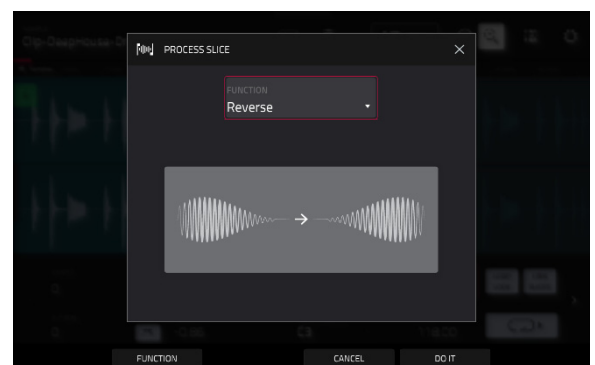 PROCESS SLICE
FUNCTION
Reverse
FUNCTION
CANCEL
DO IT